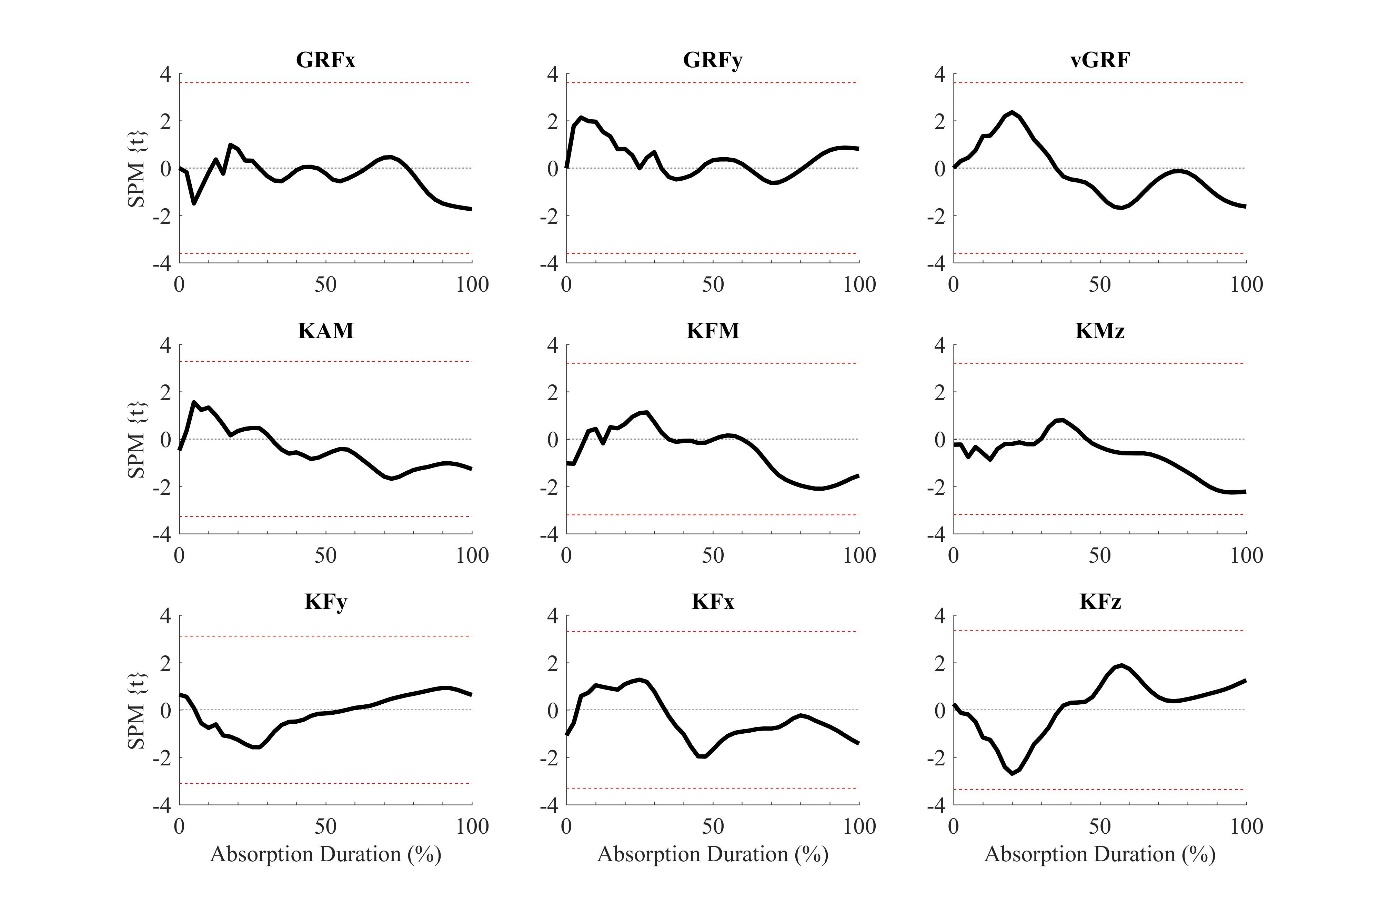 GRFx GRFy vGRF
4 4 4
2 2 2
SPM {t} 0 0 0
-2 -2 -2
-4 -4 -4
0 50 100 0 50 100 0 50 100
KAM KFM KMz
4 4 4
2 2 2
SPM {t} 0 0 0
-2 -2 -2
-4 -4 -4
0 50 100 0 50 100 0 50 100
KFy KFx KFz
4 4 4
2 2 2
SPM {t} 0 0 0
-2 -2 -2
-4 -4 -4
0 50 100 0 50 100 0 50 100
Absorption Duration (%) Absorption Duration (%) Absorption Duration (%)